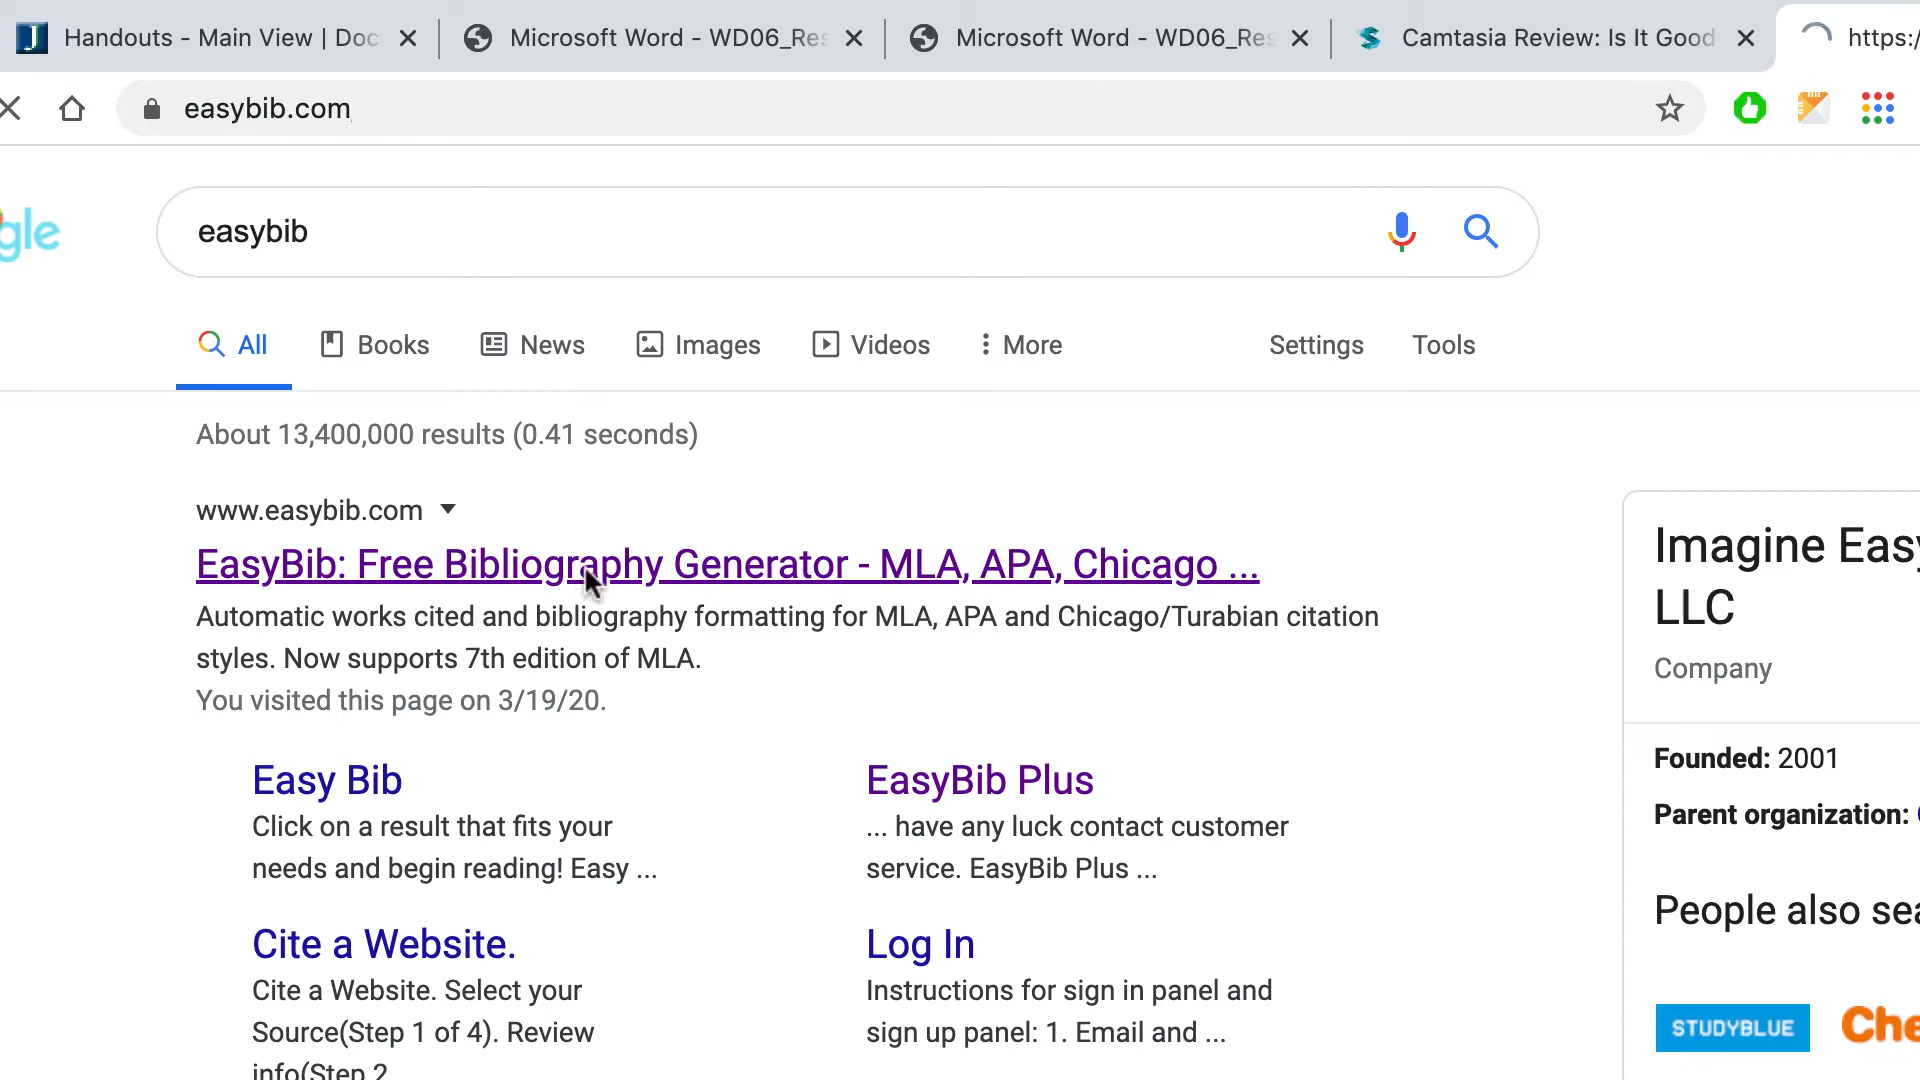 Handouts - Main View | Doc
Microsoft Word - WD06_Res
Microsoft Word - WD06_Res
Camtasia Review: Is It Good
https:/
easybib.com
gle
easybib
All
Books
News
Images
Videos
More
Settings
Tools
About 13,400,000 results (0.41 seconds)
www.easybib.com
EasyBib: Free Bibliography Generator - MLA, APA, Chicago ...
Automatic works cited and bibliography formatting for MLA, APA and Chicago/Turabian citation
styles. Now supports 7th edition of MLA.
You visited this page on 3/19/20.
Easy Bib
Click on a result that fits your
needs and begin reading! Easy ...
EasyBib Plus
... have any luck contact customer
service. EasyBib Plus ...
Cite a Website.
Cite a Website. Select your
Source(Step 1 of 4). Review
info(Step 2
Log In
Instructions for sign in panel and
sign up panel: 1. Email and ...
Imagine Easy
LLC
Company
Founded: 2001
Parent organization:
People also sea
STUDYBLUE
Che